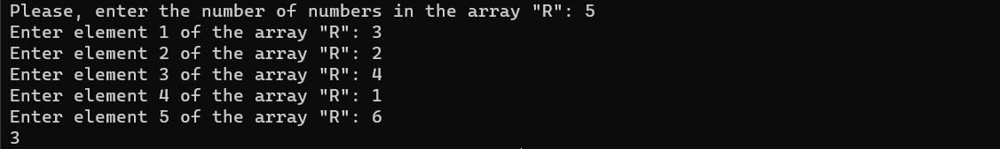 Please, enter the number of numbers in the array "R": 5
Enter element 1 of the array "R": 3
Enter element 2 of the array "R": 2
Enter element 3 of the array "R": 4
Enter element 4 of the array "R": 1
Enter element 5 of the array "R": 6
3